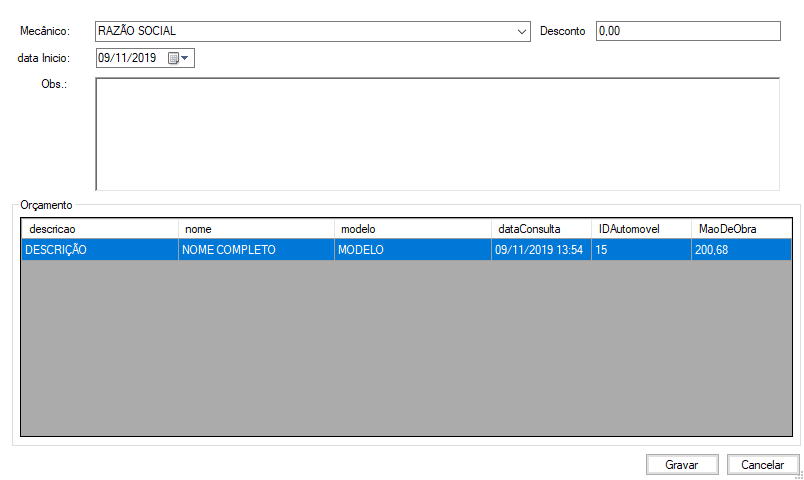 Mecânico: RAZÃO SOCIAL Desconto 0,00
data Inicio: 09/11/2019
Obs.:
Orçamento
descricao nome modelo dataConsulta IDAutomovel MaoDeObra
DESCRIÇÃO NOME COMPLETO MODELO 09/11/2019 13:54 15 200,68
Gravar Cancelar